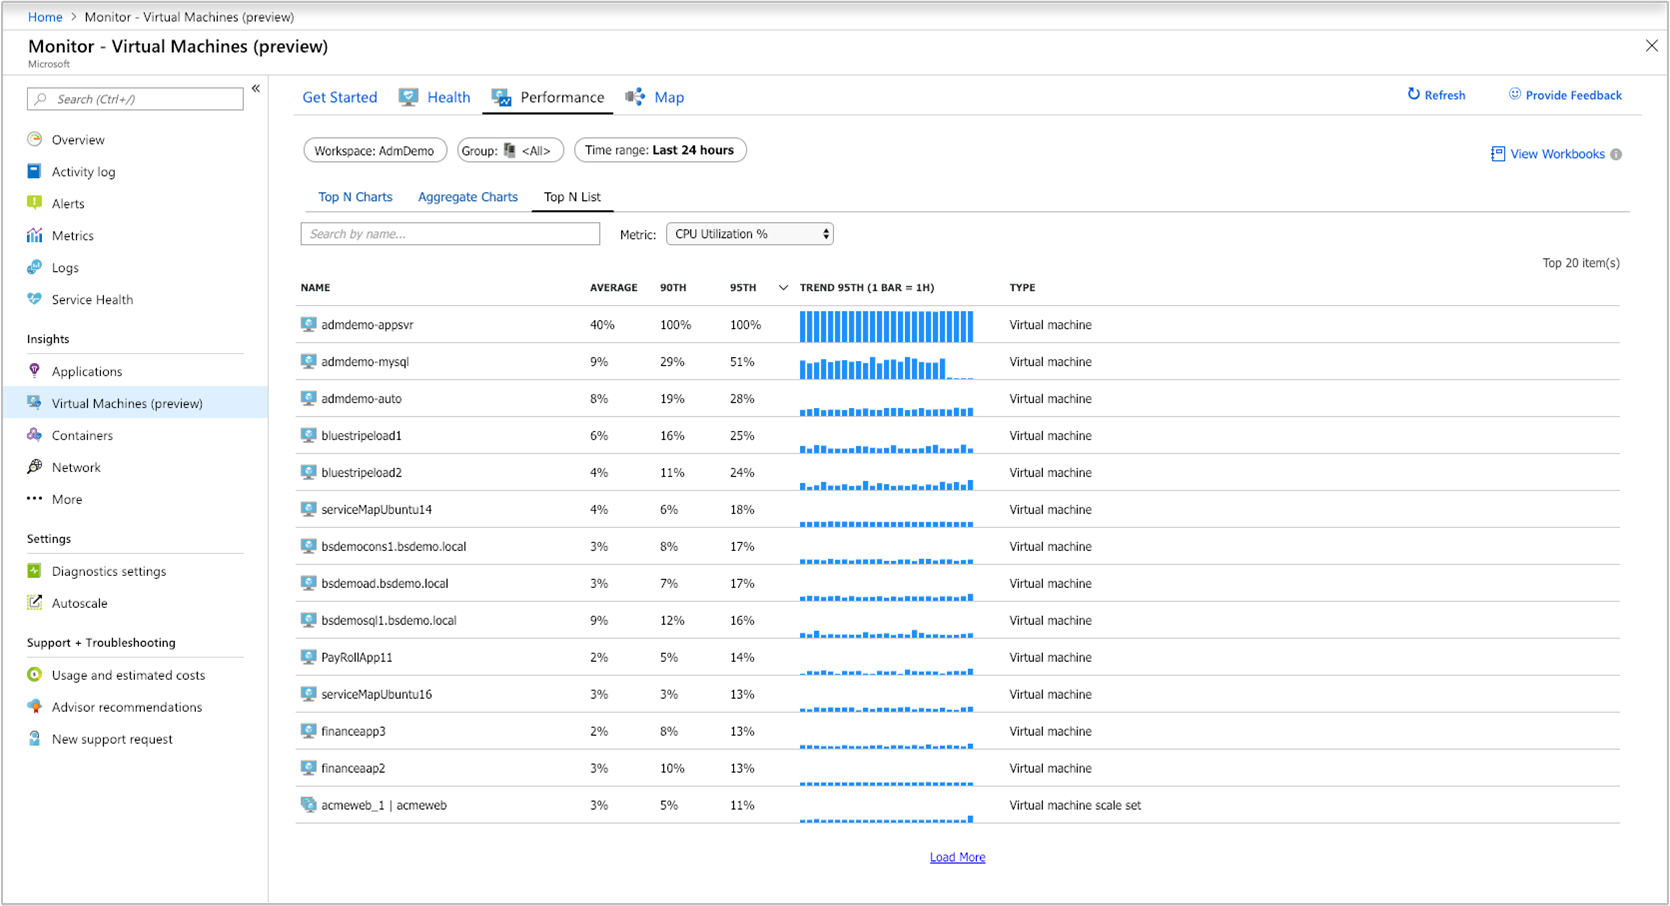 Home > Monitor - Virtual Machines (preview)
Monitor - Virtual Machines (preview)
Microsoft
Search (Ctrl+/)
«
Overview
Activity log
Alerts
Metrics
Logs
Service Health
Insights
Applications
Virtual Machines (preview)
Containers
Network
More
Settings
Diagnostics settings
Autoscale
Support + Troubleshooting
Usage and estimated costs
Advisor recommendations
New support request
Get Started Health Performance Map
Refresh Provide Feedback
Workspace: AdmDemo Group: <All> Time range: Last 24 hours
View Workbooks
Top N Charts Aggregate Charts Top N List
Search by name... Metric: CPU Utilization %
Top 20 item(s)
NAME AVERAGE 90TH 95TH TREND 95TH (1 BAR = 1H) TYPE
admdemo-appsvr 40% 100% 100% Virtual machine
admdemo-mysql 9% 29% 51% Virtual machine
admdemo-auto 8% 19% 28% Virtual machine
bluestripeload1 6% 16% 25% Virtual machine
bluestripeload2 4% 11% 24% Virtual machine
serviceMapUbuntu14 4% 6% 18% Virtual machine
bsdemocons1.bsdemo.local 3% 8% 17% Virtual machine
bsdemoad.bsdemo.local 3% 7% 17% Virtual machine
bsdemosql1.bsdemo.local 9% 12% 16% Virtual machine
PayRollApp11 2% 5% 14% Virtual machine
serviceMapUbuntu16 3% 3% 13% Virtual machine
financeapp3 2% 8% 13% Virtual machine
financeaap2 3% 10% 13% Virtual machine
acmeweb_1 | acmeweb 3% 5% 11% Virtual machine scale set
Load More